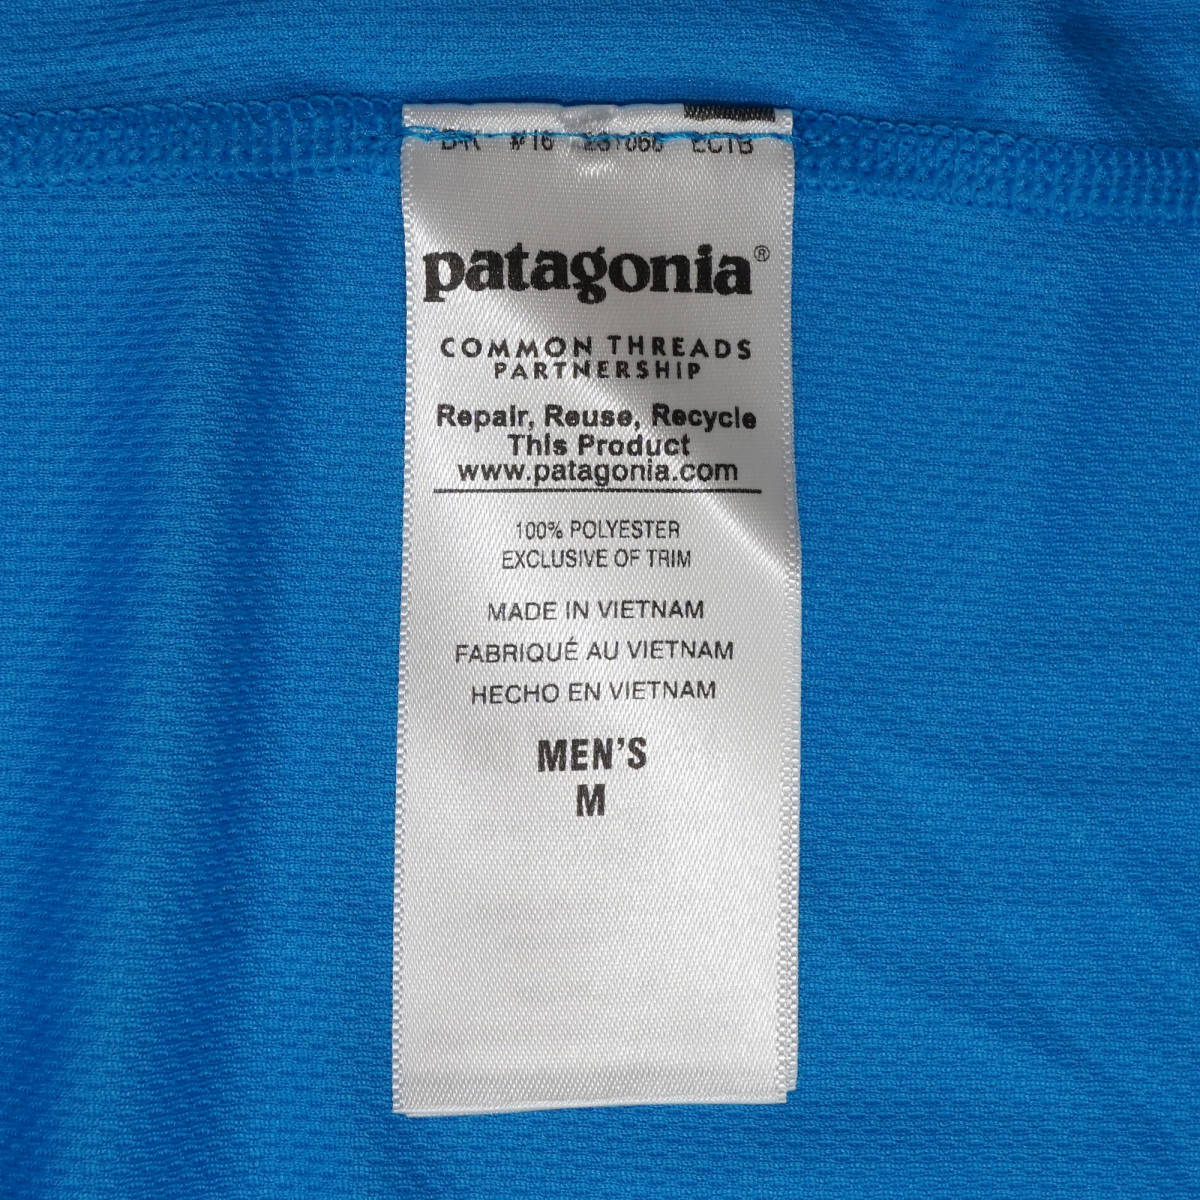 patagonia®
COMMON THREADS
PARTNERSHIP
Repair, Reuse, Recycle
This Product
www.patagonia.com
100% POLYESTER
EXCLUSIVE OF TRIM
MADE IN VIETNAM
FABRIQUÉ AU VIETNAM
HECHO EN VIETNAM
MEN'S
M